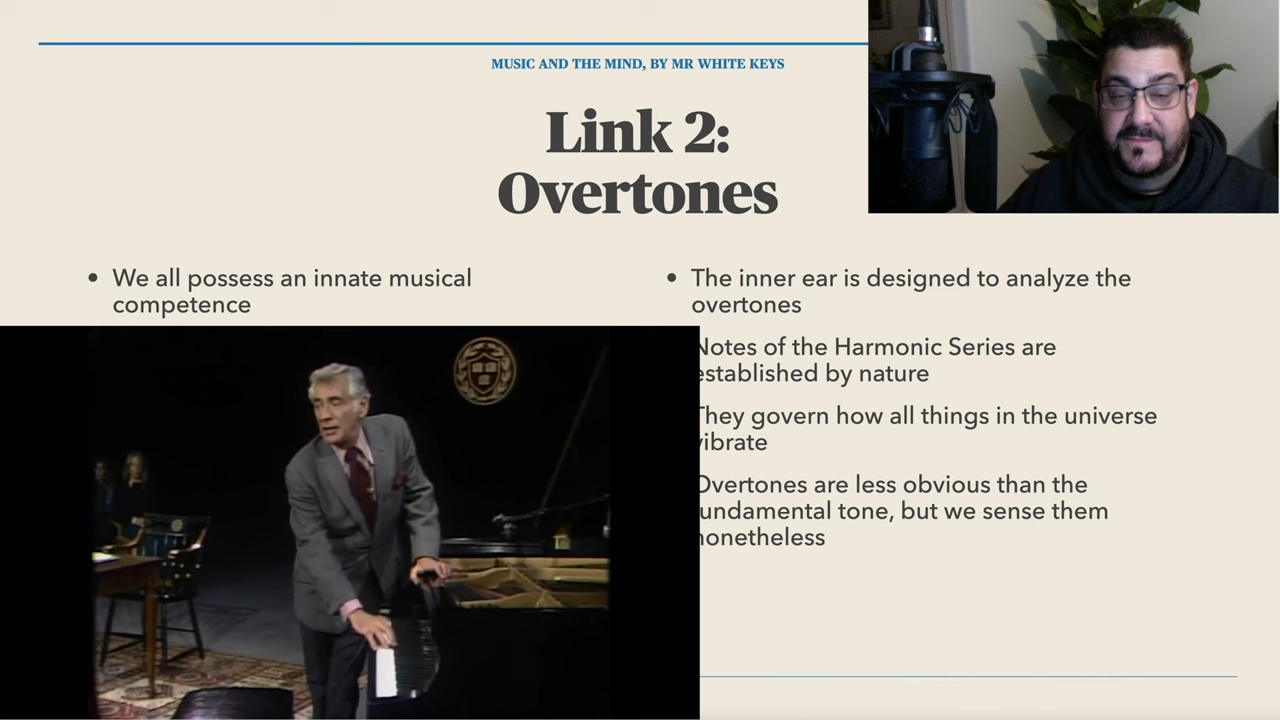 MUSIC AND THE MIND, BY MR WHITE KEYS
Link 2:
Overtones
• We all possess an innate musical
competence
• The inner ear is designed to analyze the
overtones
Notes of the Harmonic Series are
established by nature
They govern how all things in the universe
vibrate
Overtones are less obvious than the
fundamental tone, but we sense them
nonetheless